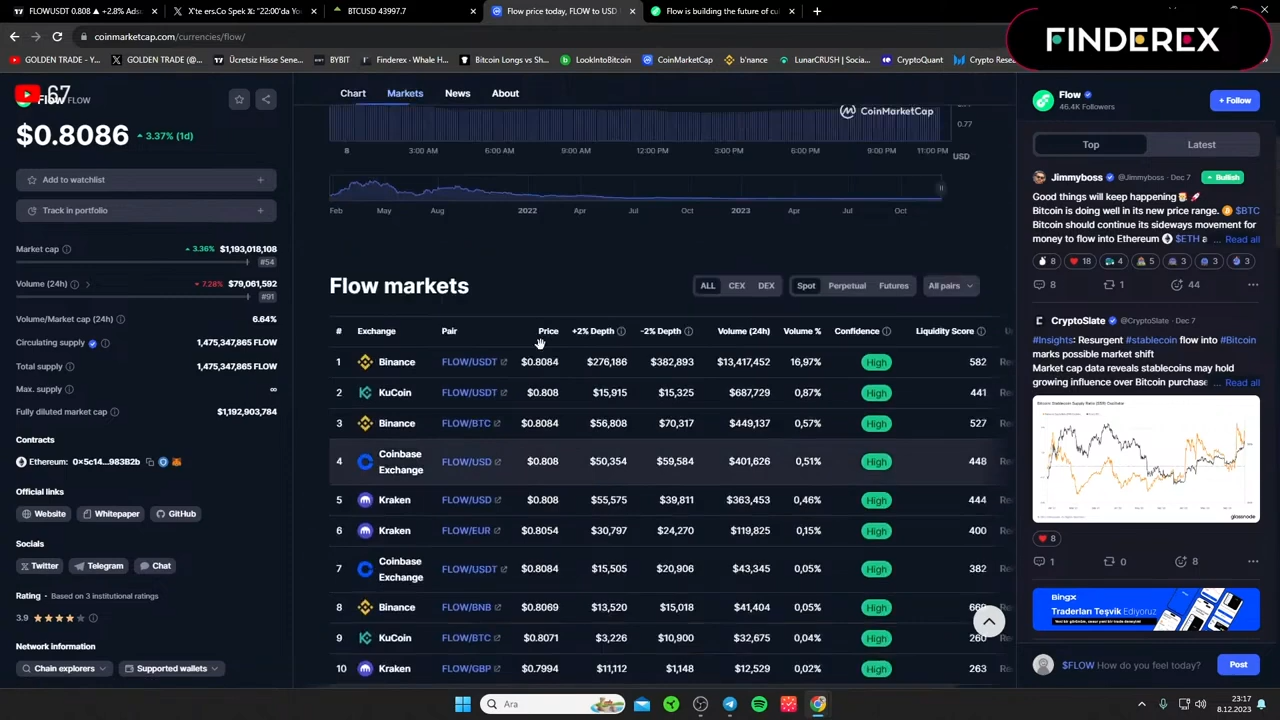 FLOWUSDT 0.808 ▲ +2.8% Ads
X'te ers.Co Spek X: "22:00'da Yo
BTCUSD 43997.7
Flow price today, FLOW to USD
Flow is building the future of cul
coinmarketcap.com/currencies/flow/
FINDEREX
GOLDEN TRADE - Y...
GOLDEN TRADE (@...
Ücretsiz Hisse Sene...
BYBIT
Finderex · WhaleT...
Bitcoin Longs vs Sh...
LookIntoBitcoin
CoinMarketCap
binance
LunarCRUSH | Socia...
CryptoQuant
Crypto Resea
67
FLOW
$0.8086
3.37% (1d)
Add to watchlist
Track in portfolio
Market cap
3.36% $1,193,018,108
#54
Volume (24h)
7.28% $79,061,592
#91
Volume/Market cap (24h)
6.64%
Circulating supply
1,475,347,865 FLOW
Total supply
1,475,347,865 FLOW
Max. supply
∞
Fully diluted market cap
$1,192,903,784
Contracts
Ethereum: 0x5c14...983B2b
Official links
Website
Whitepaper
GitHub
Socials
Twitter
Telegram
Chat
Rating • Based on 3 institutional ratings
3.9
Network information
Chain explorers
Supported wallets
Chart
Markets
News
About
CoinMarketCap
0.77
8
3:00 AM
6:00 AM
9:00 AM
12:00 PM
3:00 PM
6:00 PM
9:00 PM
11:00 PM
USD
Feb
May
Aug
2022
Apr
Jul
Oct
2023
Apr
Jul
Oct
Flow markets
ALL
CEX
DEX
Spot
Perpetual
Futures
All pairs
# Exchange Pair Price +2% Depth -2% Depth Volume (24h) Volume % Confidence Liquidity Score
1 Binance FLOW/USDT $0.8084 $276,186 $382,893 $13,417,452 16,97% High 582
2 KuCoin FLOW/USDT $15,915 $15,325 $687,729 0,87% High 441
FLOW/BTC $449,137 0,57% High 527
4 Coinbase Exchange FLOW/USD $0.808 $50,354 $59,584 $401,626 0,51% High 448
5 Kraken FLOW/USD $0.808 $55,575 $39,811 $363,453 0,46% High 444
Kraken FLOW/EUR $24,270 $119,825 0,15% High 400
7 Coinbase Exchange FLOW/USDT $0.8084 $15,505 $20,906 $43,345 0,05% High 382
8 Binance FLOW/BNB $0.8069 $13,520 $15,018 $41,404 0,05% High
9 KuCoin FLOW/BTC $0.8071 $3,226 $32,675 0,04% High
10 Kraken FLOW/GBP $0.7994 $11,112 $1,148 $12,529 0,02% High 263
Flow
46.4K Followers
+ Follow
Top
Latest
Jimmyboss @Jimmyboss · Dec 7
Bullish
Good things will keep happening
Bitcoin is doing well in its new price range. $BTC
Bitcoin should continue its sideways movement for
money to flow into Ethereum $ETH a ... Read all
8
18
4
5
3
3
3
3
1
44
CryptoSlate @CryptoSlate · Dec 7
#Insights: Resurgent #stablecoin flow into #Bitcoin
marks possible market shift
Market cap data reveals stablecoins may hold
growing influence over Bitcoin purchase ... Read all
Bitcoin: Stablecoin Supply Ratio (SSR) Oscillator
glassnode
8
1
0
8
BingX
Traderları Teşvik Ediyoruz
$FLOW How do you feel today?
Post
Ara
23:17
8.12.2023